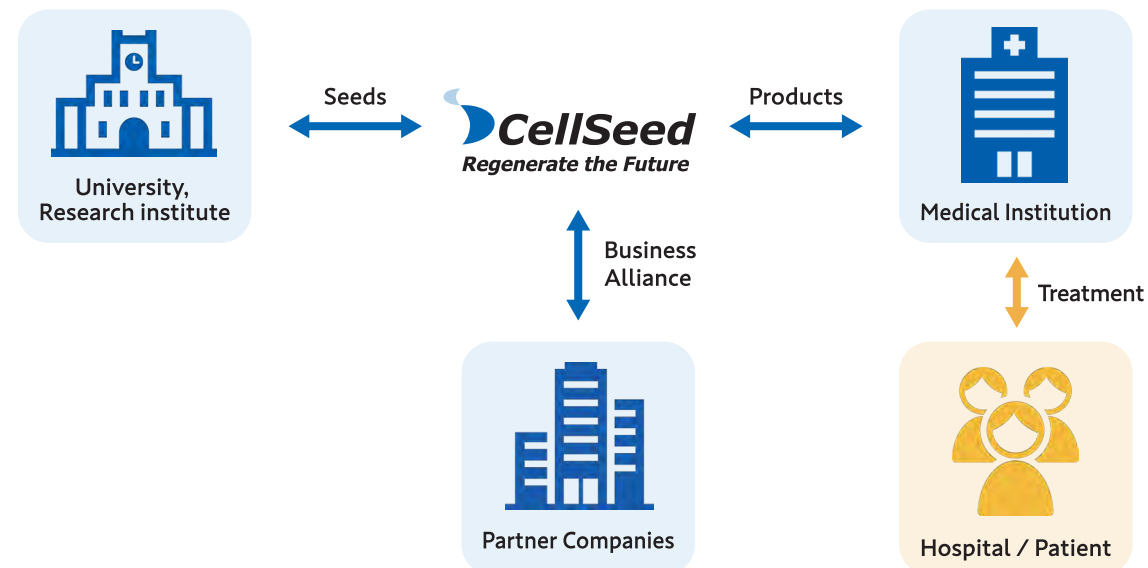 Seeds
CellSeed
Regenerate the Future
Products
University,
Research institute
Medical Institution
Business
Alliance
Treatment
Partner Companies
Hospital / Patient